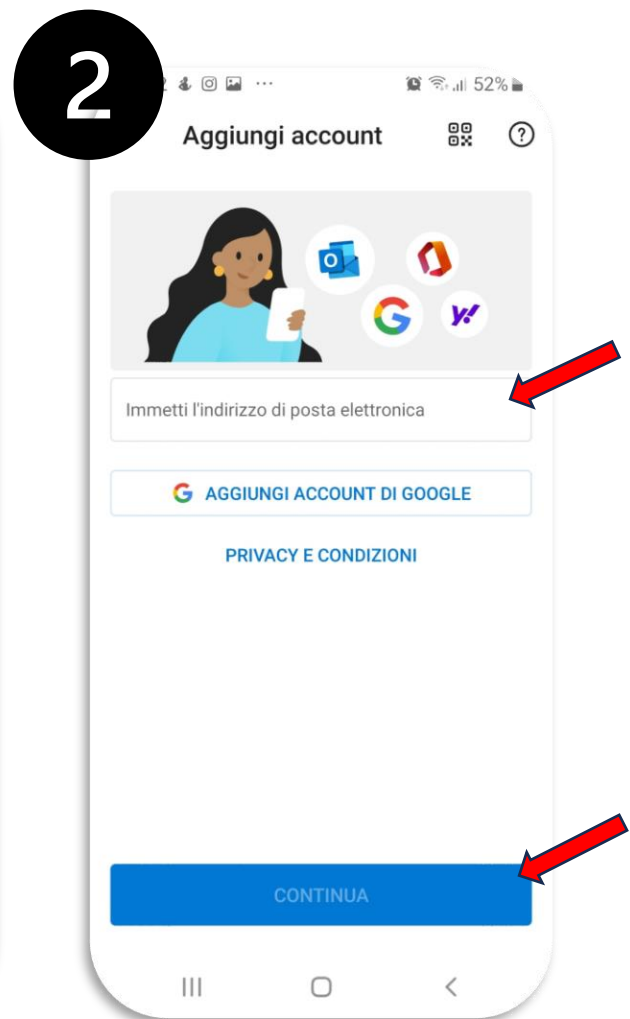 2
52%
Aggiungi account
Immetti l'indirizzo di posta elettronica
AGGIUNGI ACCOUNT DI GOOGLE
PRIVACY E CONDIZIONI
CONTINUA